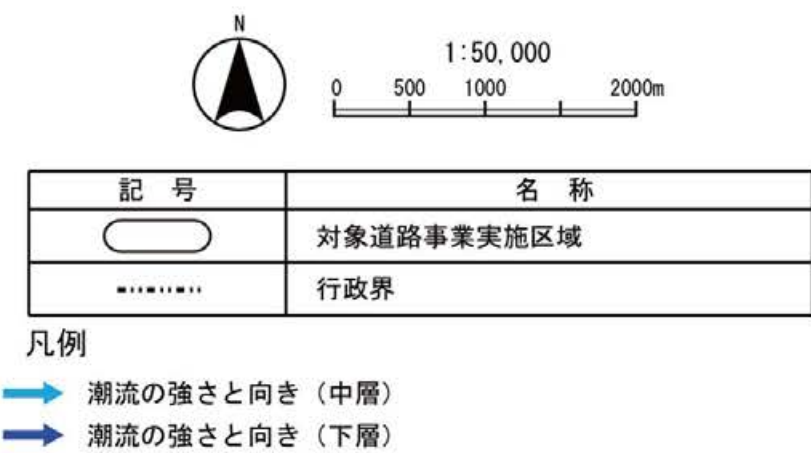 N
1:50,000
0 500 1000 2000m
記 号 名 称
対象道路事業実施区域
行政界
凡例
潮流の強さと向き（中層）
潮流の強さと向き（下層）